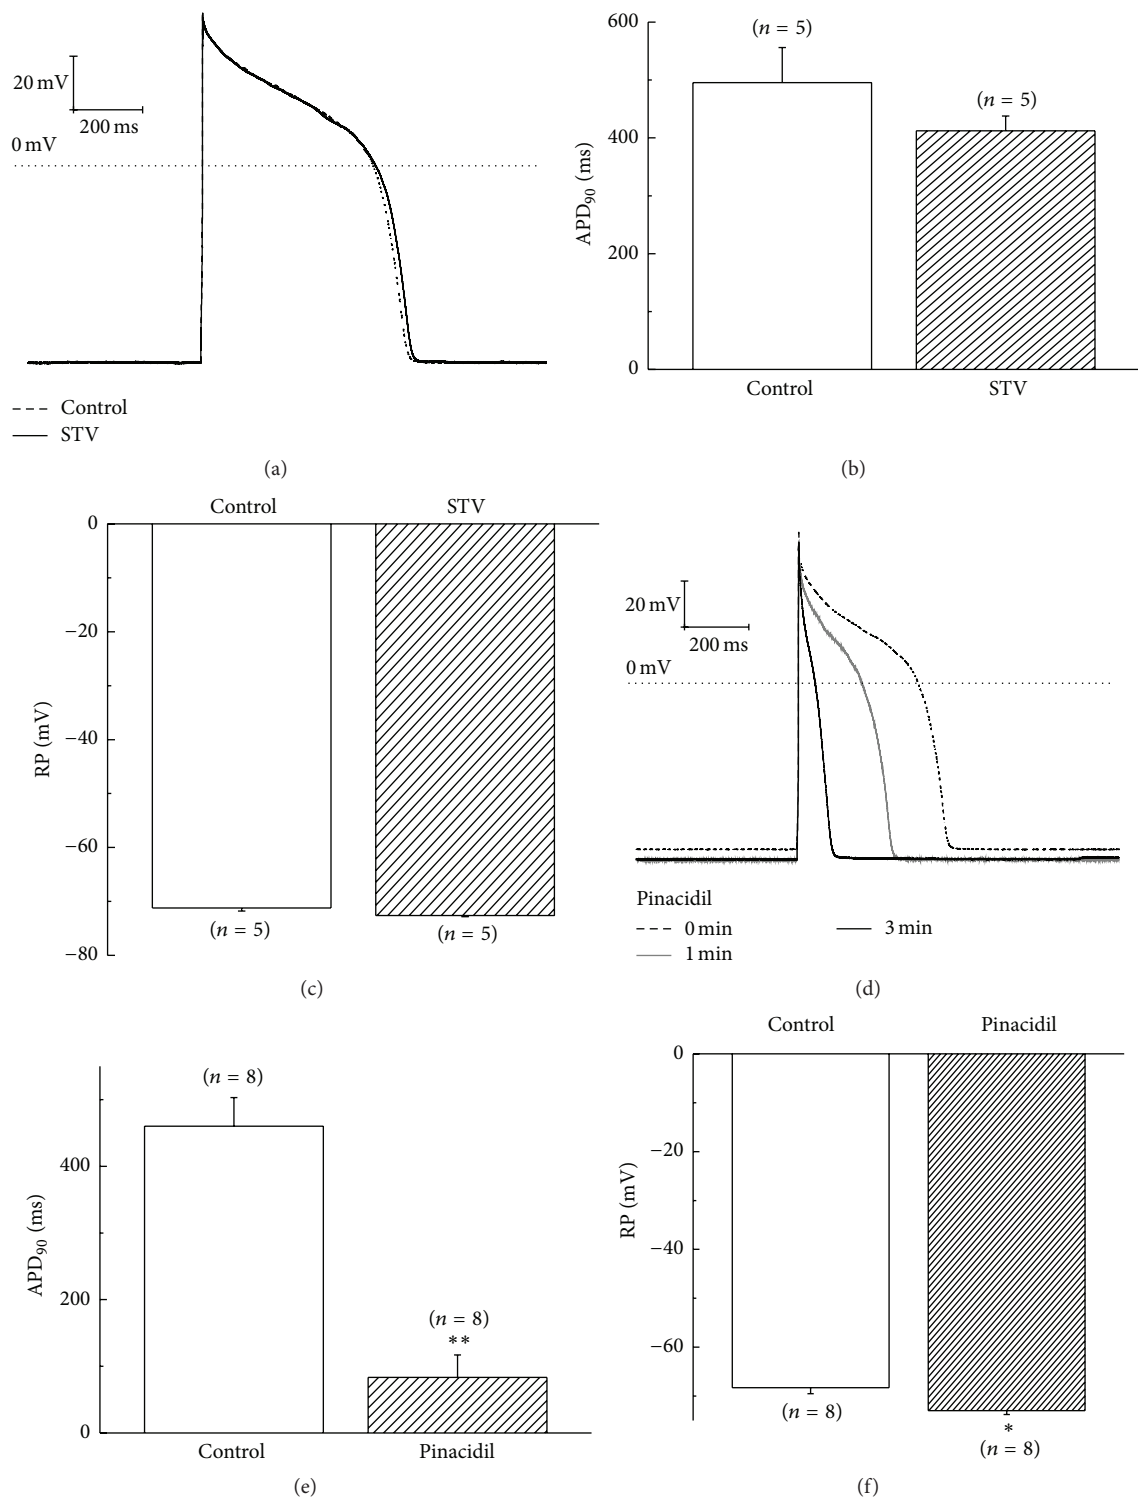 20 mV
200 ms
0 mV
Control
STV
(a)
600
400
200
0
APD90 (ms)
(n = 5)
(n = 5)
Control
STV
(b)
Control
STV
0
−20
−40
−60
−80
RP (mV)
(n = 5)
(n = 5)
(c)
20 mV
200 ms
0 mV
Pinacidil
0 min
3 min
1 min
(d)
400
200
0
APD90 (ms)
(n = 8)
(n = 8)
**
Control
Pinacidil
(e)
Control
Pinacidil
0
−20
−40
−60
RP (mV)
(n = 8)
*
(n = 8)
(f)